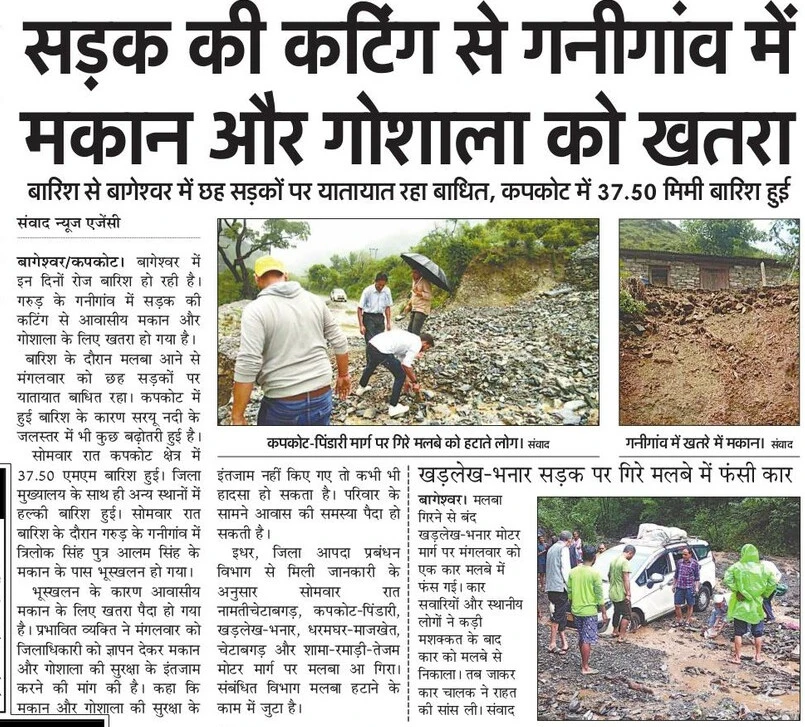 सड़क की कटिंग से गनीगांव में
मकान और गोशाला को खतरा
बारिश से बागेश्वर में छह सड़कों पर यातायात रहा बाधित, कपकोट में 37.50 मिमी बारिश हुई
संवाद न्यूज एजेंसी
बागेश्वर/कपकोट। बागेश्वर में
इन दिनों रोज बारिश हो रही है।
गरुड़ के गनीगांव में सड़क की
कटिंग से आवासीय मकान और
गोशाला के लिए खतरा हो गया है।
बारिश के दौरान मलबा आने से
मंगलवार को छह सड़कों पर
यातायात बाधित रहा। कपकोट में
हुई बारिश के कारण सरयू नदी के
जलस्तर में भी कुछ बढ़ोतरी हुई है।
सोमवार रात कपकोट क्षेत्र में
37.50 एमएम बारिश हुई। जिला
मुख्यालय के साथ ही अन्य स्थानों में
हल्की बारिश हुई। सोमवार रात
बारिश के दौरान गरुड़ के गनीगांव में
त्रिलोक सिंह पुत्र आलम सिंह के
मकान के पास भूस्खलन हो गया।
भूस्खलन के कारण आवासीय
मकान के लिए खतरा पैदा हो गया
है। प्रभावित व्यक्ति ने मंगलवार को
जिलाधिकारी को ज्ञापन देकर मकान
और गोशाला की सुरक्षा के इंतजाम
करने की मांग की है। कहा कि
मकान और गोशाला की सुरक्षा के
कपकोट-पिंडारी मार्ग पर गिरे मलबे को हटाते लोग। संवाद
गनीगांव में खतरे में मकान। संवाद
इंतजाम नहीं किए गए तो कभी भी
हादसा हो सकता है। परिवार के
सामने आवास की समस्या पैदा हो
सकती है।
इधर, जिला आपदा प्रबंधन
विभाग से मिली जानकारी के
अनुसार सोमवार रात
नामतीचेटाबगड़, कपकोट-पिंडारी,
खड़लेख-भनार, धरमघर-माजखेत,
चेटाबगड़ और शामा-रमाड़ी-तेजम
मोटर मार्ग पर मलबा आ गिरा।
संबंधित विभाग मलबा हटाने के
काम में जुटा है।
खड़लेख-भनार सड़क पर गिरे मलबे में फंसी कार
बागेश्वर। मलबा
गिरने से बंद
खड़लेख-भनार मोटर
मार्ग पर मंगलवार को
एक कार मलबे में
फंस गई। कार
सवारियों और स्थानीय
लोगों ने कड़ी
मशक्कत के बाद
कार को मलबे से
निकाला। तब जाकर
कार चालक ने राहत
की सांस ली। संवाद